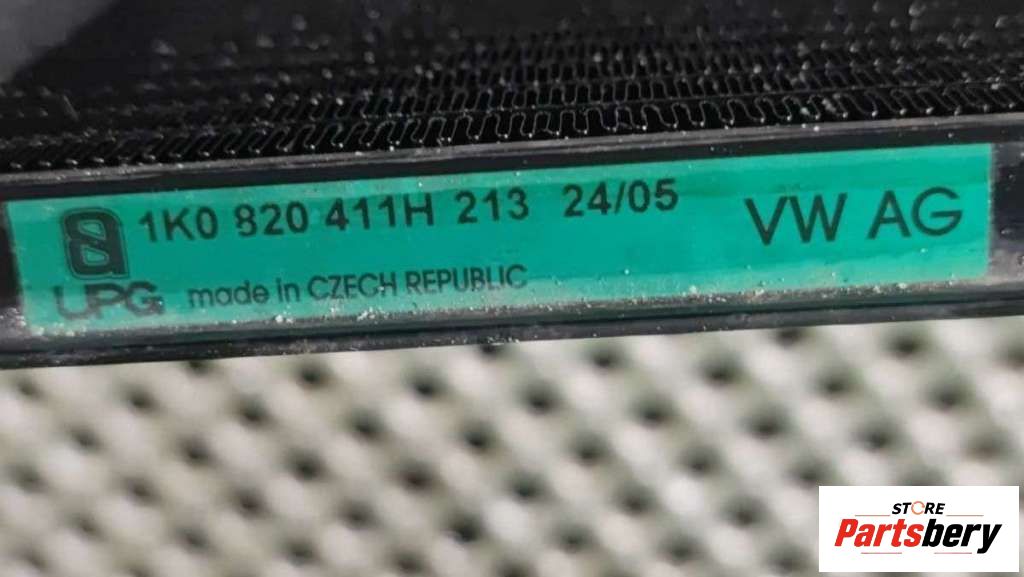 1K0 820 411H 213 24/05 VW AG
UPG made in CZECH REPUBLIC
STORE
Partsbery